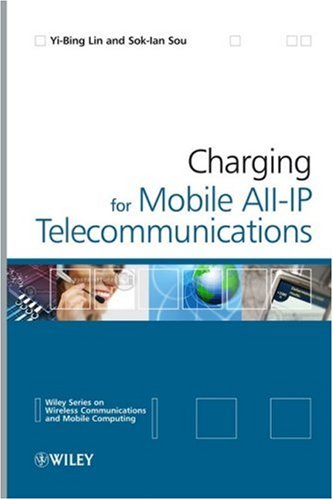 Yi-Bing Lin and Sok-Ian Sou
Charging
for Mobile All-IP
Telecommunications
Wiley Series on
Wireless Communications
and Mobile Computing
WILEY